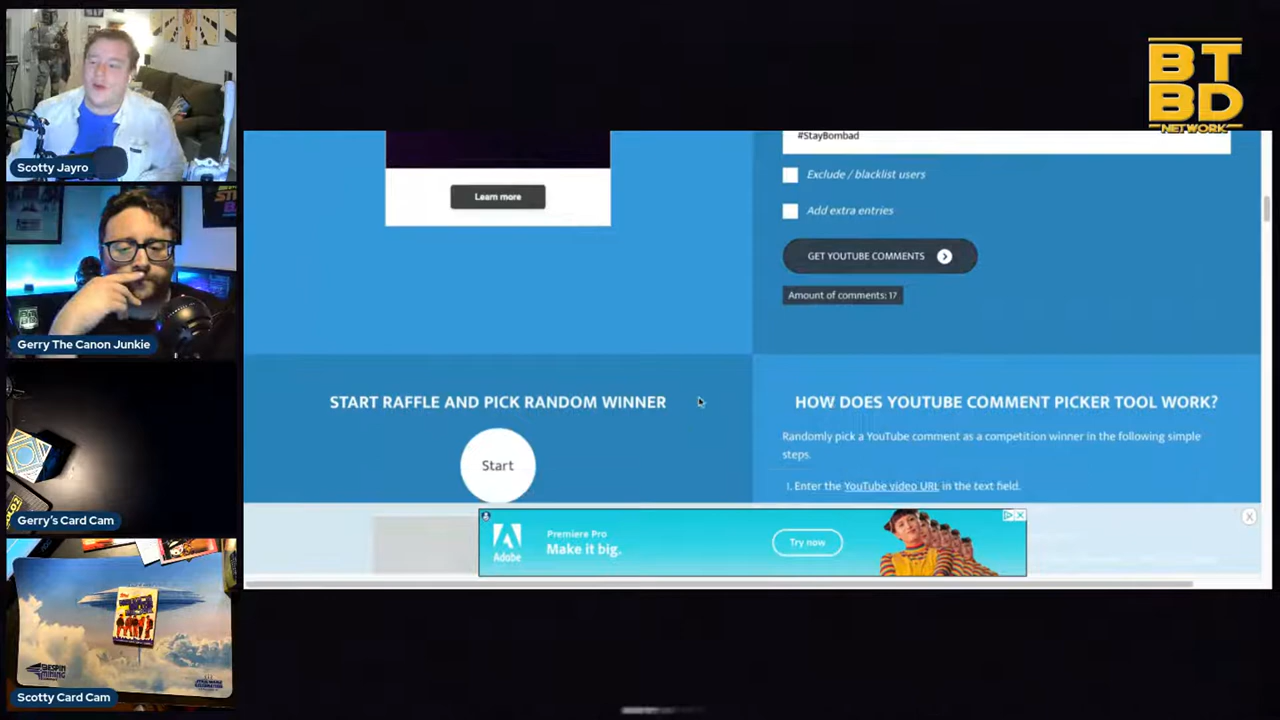 Scotty Jayro
Gerry The Canon Junkie
Gerry's Card Cam
Scotty Card Cam
BT
BD
NETWORK
#StayBombad
Exclude / blacklist users
Add extra entries
GET YOUTUBE COMMENTS
Amount of comments: 17
Learn more
START RAFFLE AND PICK RANDOM WINNER
Start
HOW DOES YOUTUBE COMMENT PICKER TOOL WORK?
Randomly pick a YouTube comment as a competition winner in the following simple
steps.
1. Enter the YouTube video URL in the text field.
Adobe
Premiere Pro
Make it big.
Try now
X
BESPIN
MINING